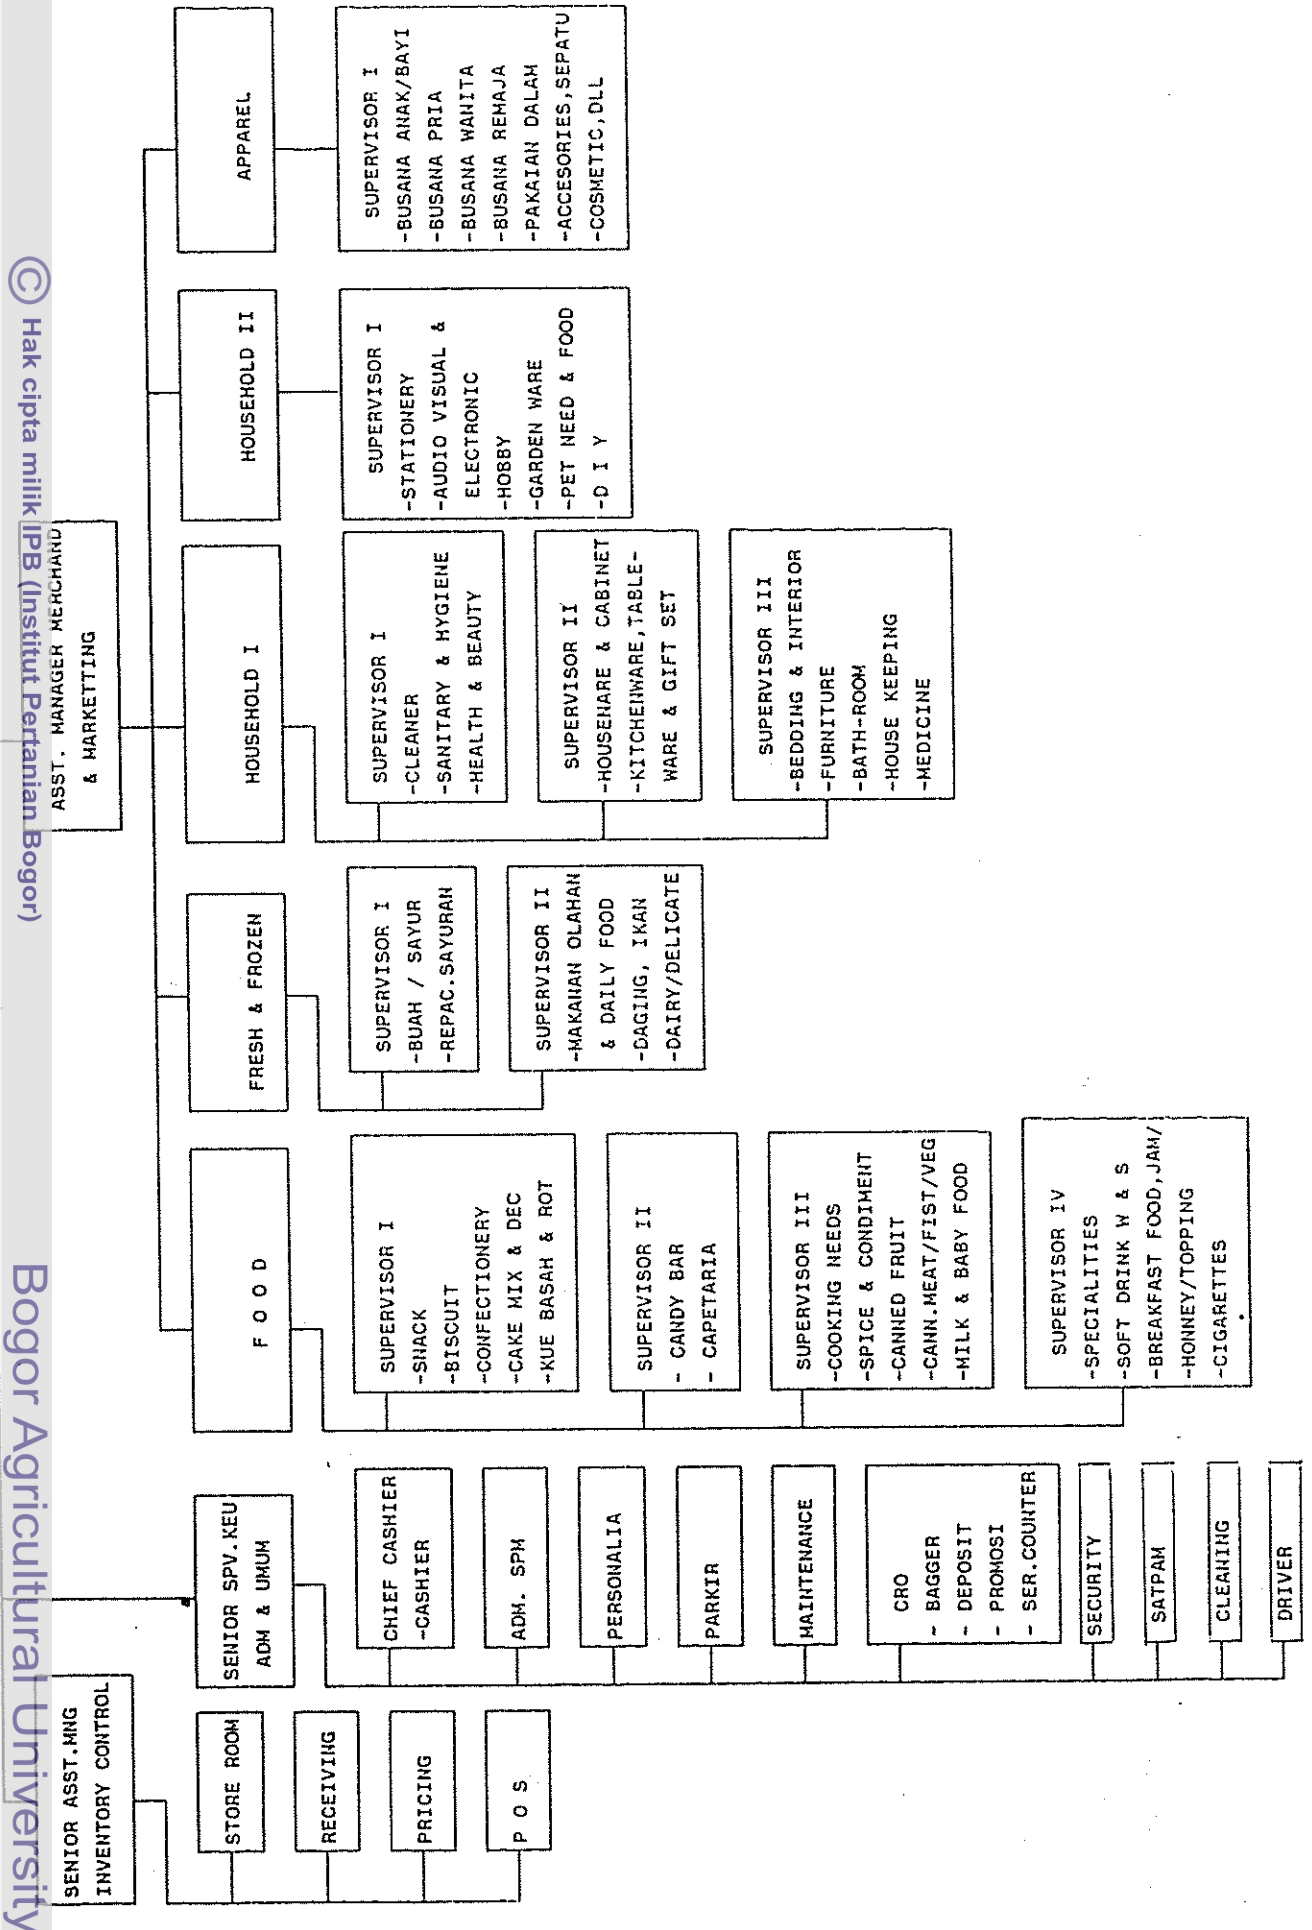 © Hak cipta milik IPB (Institut Pertanian Bogor)
Bogor Agricultural University
SENIOR ASST.MNG
INVENTORY CONTROL
STORE ROOM
RECEIVING
PRICING
P O S
SENIOR SPV.KEU
ADM & UMUM
CHIEF CASHIER
-CASHIER
ADM. SPM
PERSONALIA
PARKIR
MAINTENANCE
CRO
- BAGGER
- DEPOSIT
- PROMOSI
- SER.COUNTER
SECURITY
SATPAM
CLEANING
DRIVER
ASST. MANAGER MERCHAND
& MARKETTING
F O O D
SUPERVISOR I
-SNACK
-BISCUIT
-CONFECTIONERY
-CAKE MIX & DEC
-KUE BASAH & ROT
SUPERVISOR II
- CANDY BAR
- CAPETARIA
SUPERVISOR III
-COOKING NEEDS
-SPICE & CONDIMENT
-CANNED FRUIT
-CANN.MEAT/FIST/VEG
-MILK & BABY FOOD
SUPERVISOR IV
-SPECIALITIES
-SOFT DRINK W & S
-BREAKFAST FOOD,JAM/
-HONNEY/TOPPING
-CIGARETTES
FRESH & FROZEN
SUPERVISOR I
-BUAH / SAYUR
-REPAC.SAYURAN
SUPERVISOR II
-MAKANAN OLAHAN
& DAILY FOOD
-DAGING, IKAN
-DAIRY/DELICATE
HOUSEHOLD I
SUPERVISOR I
-CLEANER
-SANITARY & HYGIENE
-HEALTH & BEAUTY
SUPERVISOR II
-HOUSENARE & CABINET
-KITCHENWARE,TABLE-
WARE & GIFT SET
SUPERVISOR III
-BEDDING & INTERIOR
-FURNITURE
-BATH-ROOM
-HOUSE KEEPING
-MEDICINE
HOUSEHOLD II
SUPERVISOR I
-STATIONERY
-AUDIO VISUAL &
ELECTRONIC
-HOBBY
-GARDEN WARE
-PET NEED & FOOD
-D I Y
APPAREL
SUPERVISOR I
-BUSANA ANAK/BAYI
-BUSANA PRIA
-BUSANA WANITA
-BUSANA REMAJA
-PAKAIAN DALAM
-ACCESORIES,SEPATU
-COSMETIC,DLL